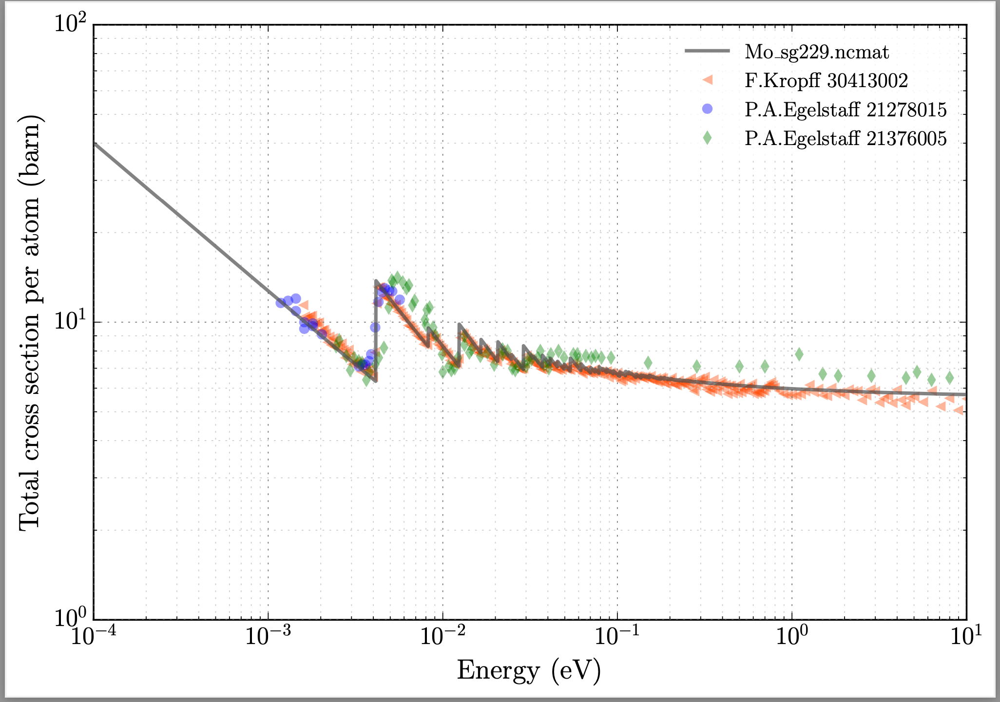 Total cross section per atom (barn)
10²
10¹
10⁰
Mo_sg229.ncmat
F.Kropff 30413002
P.A.Egelstaff 21278015
P.A.Egelstaff 21376005
10⁻⁴ 10⁻³ 10⁻² 10⁻¹ 10⁰ 10¹
Energy (eV)